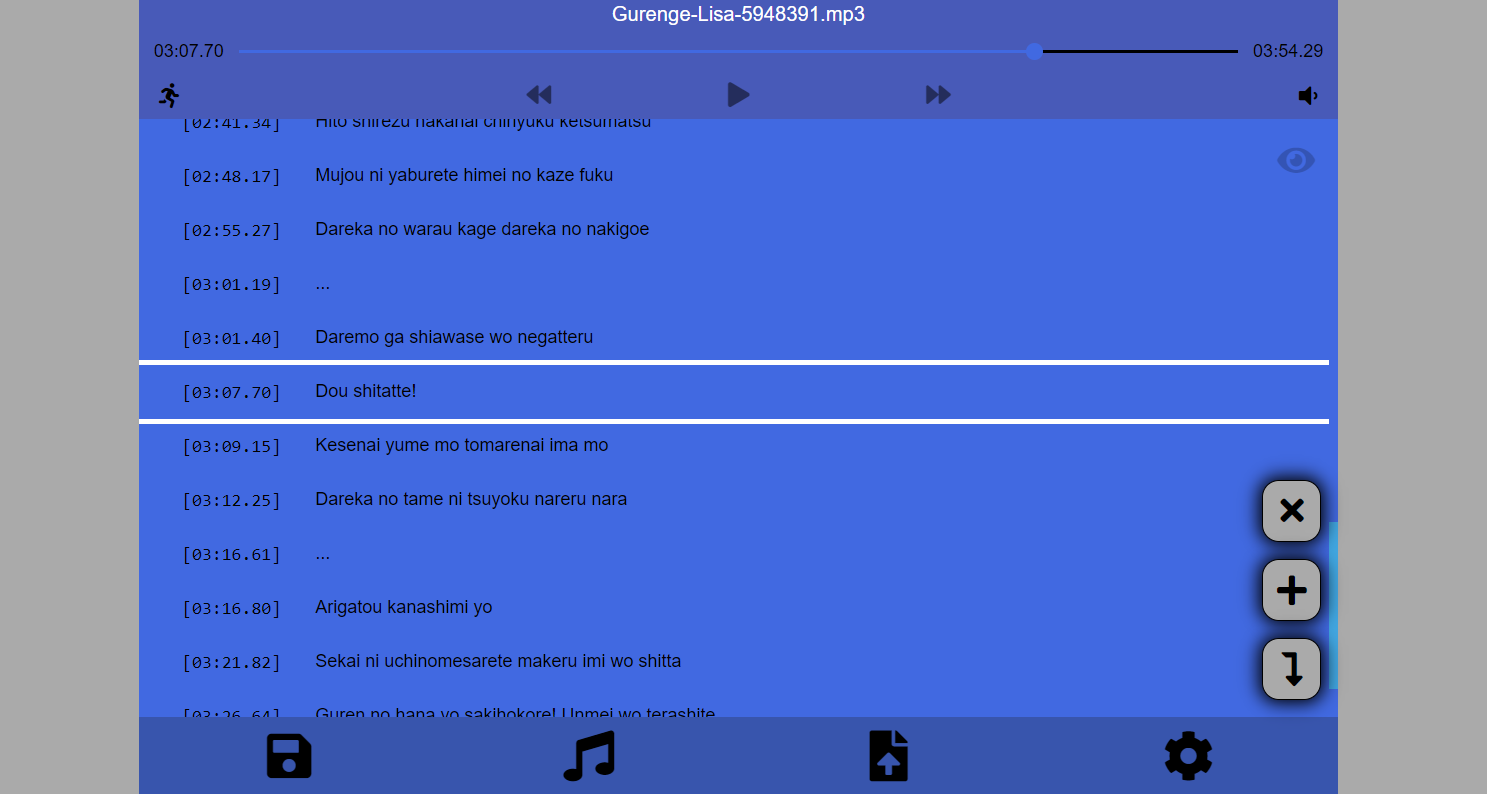 Gurenge-Lisa-5948391.mp3
03:07.70 03:54.29
[02:41.34] Hito shirezu hakanai chiriyuku ketsumatsu
[02:48.17] Mujou ni yaburete himei no kaze fuku
[02:55.27] Dareka no warau kage dareka no nakigoe
[03:01.19] ...
[03:01.40] Daremo ga shiawase wo negatteru
[03:07.70] Dou shitatte!
[03:09.15] Kesenai yume mo tomarenai ima mo
[03:12.25] Dareka no tame ni tsuyoku nareru nara
[03:16.61] ...
[03:16.80] Arigatou kanashimi yo
[03:21.82] Sekai ni uchinomesarete makeru imi wo shitta
[03:26.64] Guren no hana yo sakihokore! Unmei wo terashite